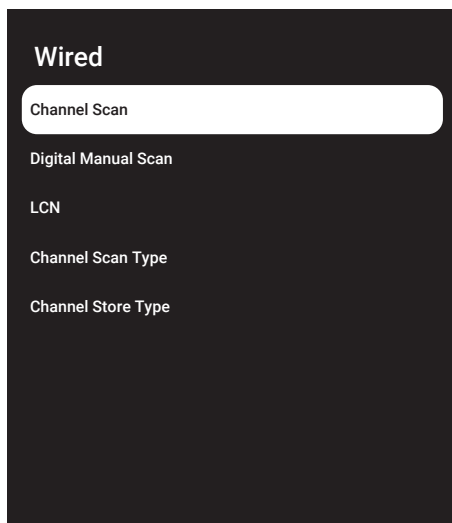 Wired
Channel Scan
Digital Manual Scan
LCN
Channel Scan Type
Channel Store Type